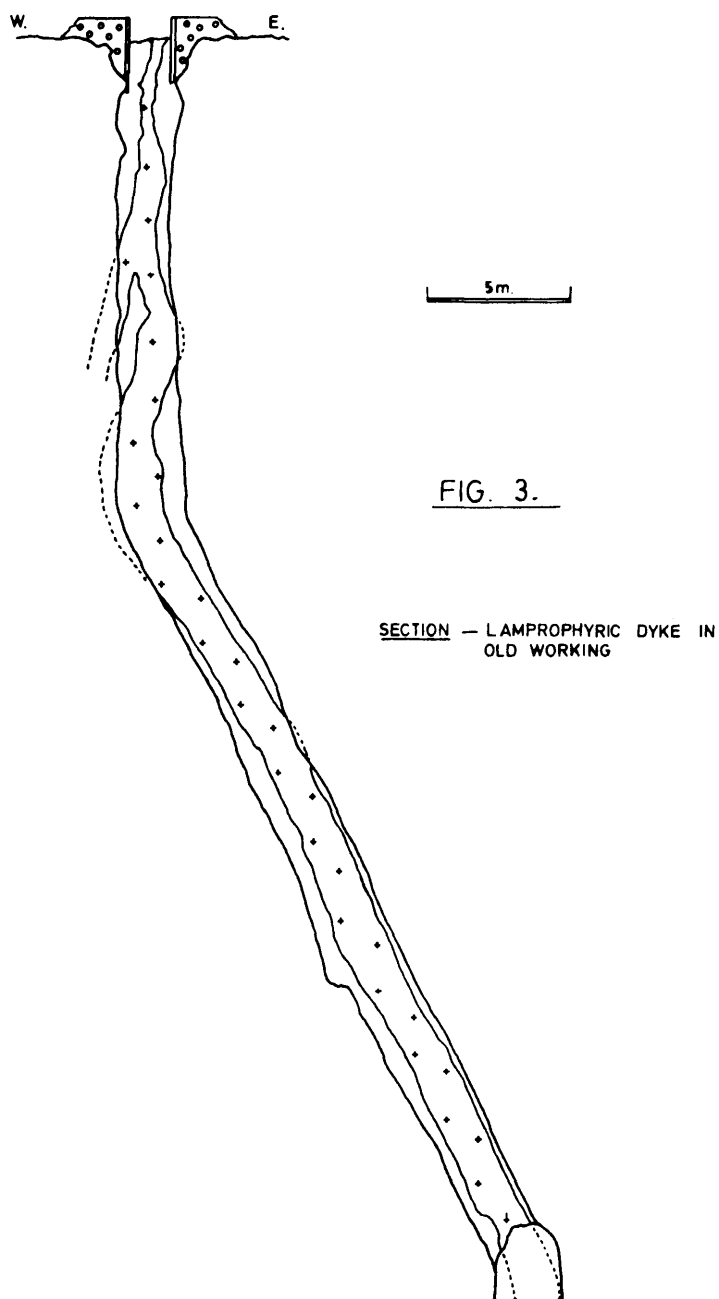 W. E.
5m.
FIG. 3.
SECTION — LAMPROPHYRIC DYKE IN
OLD WORKING